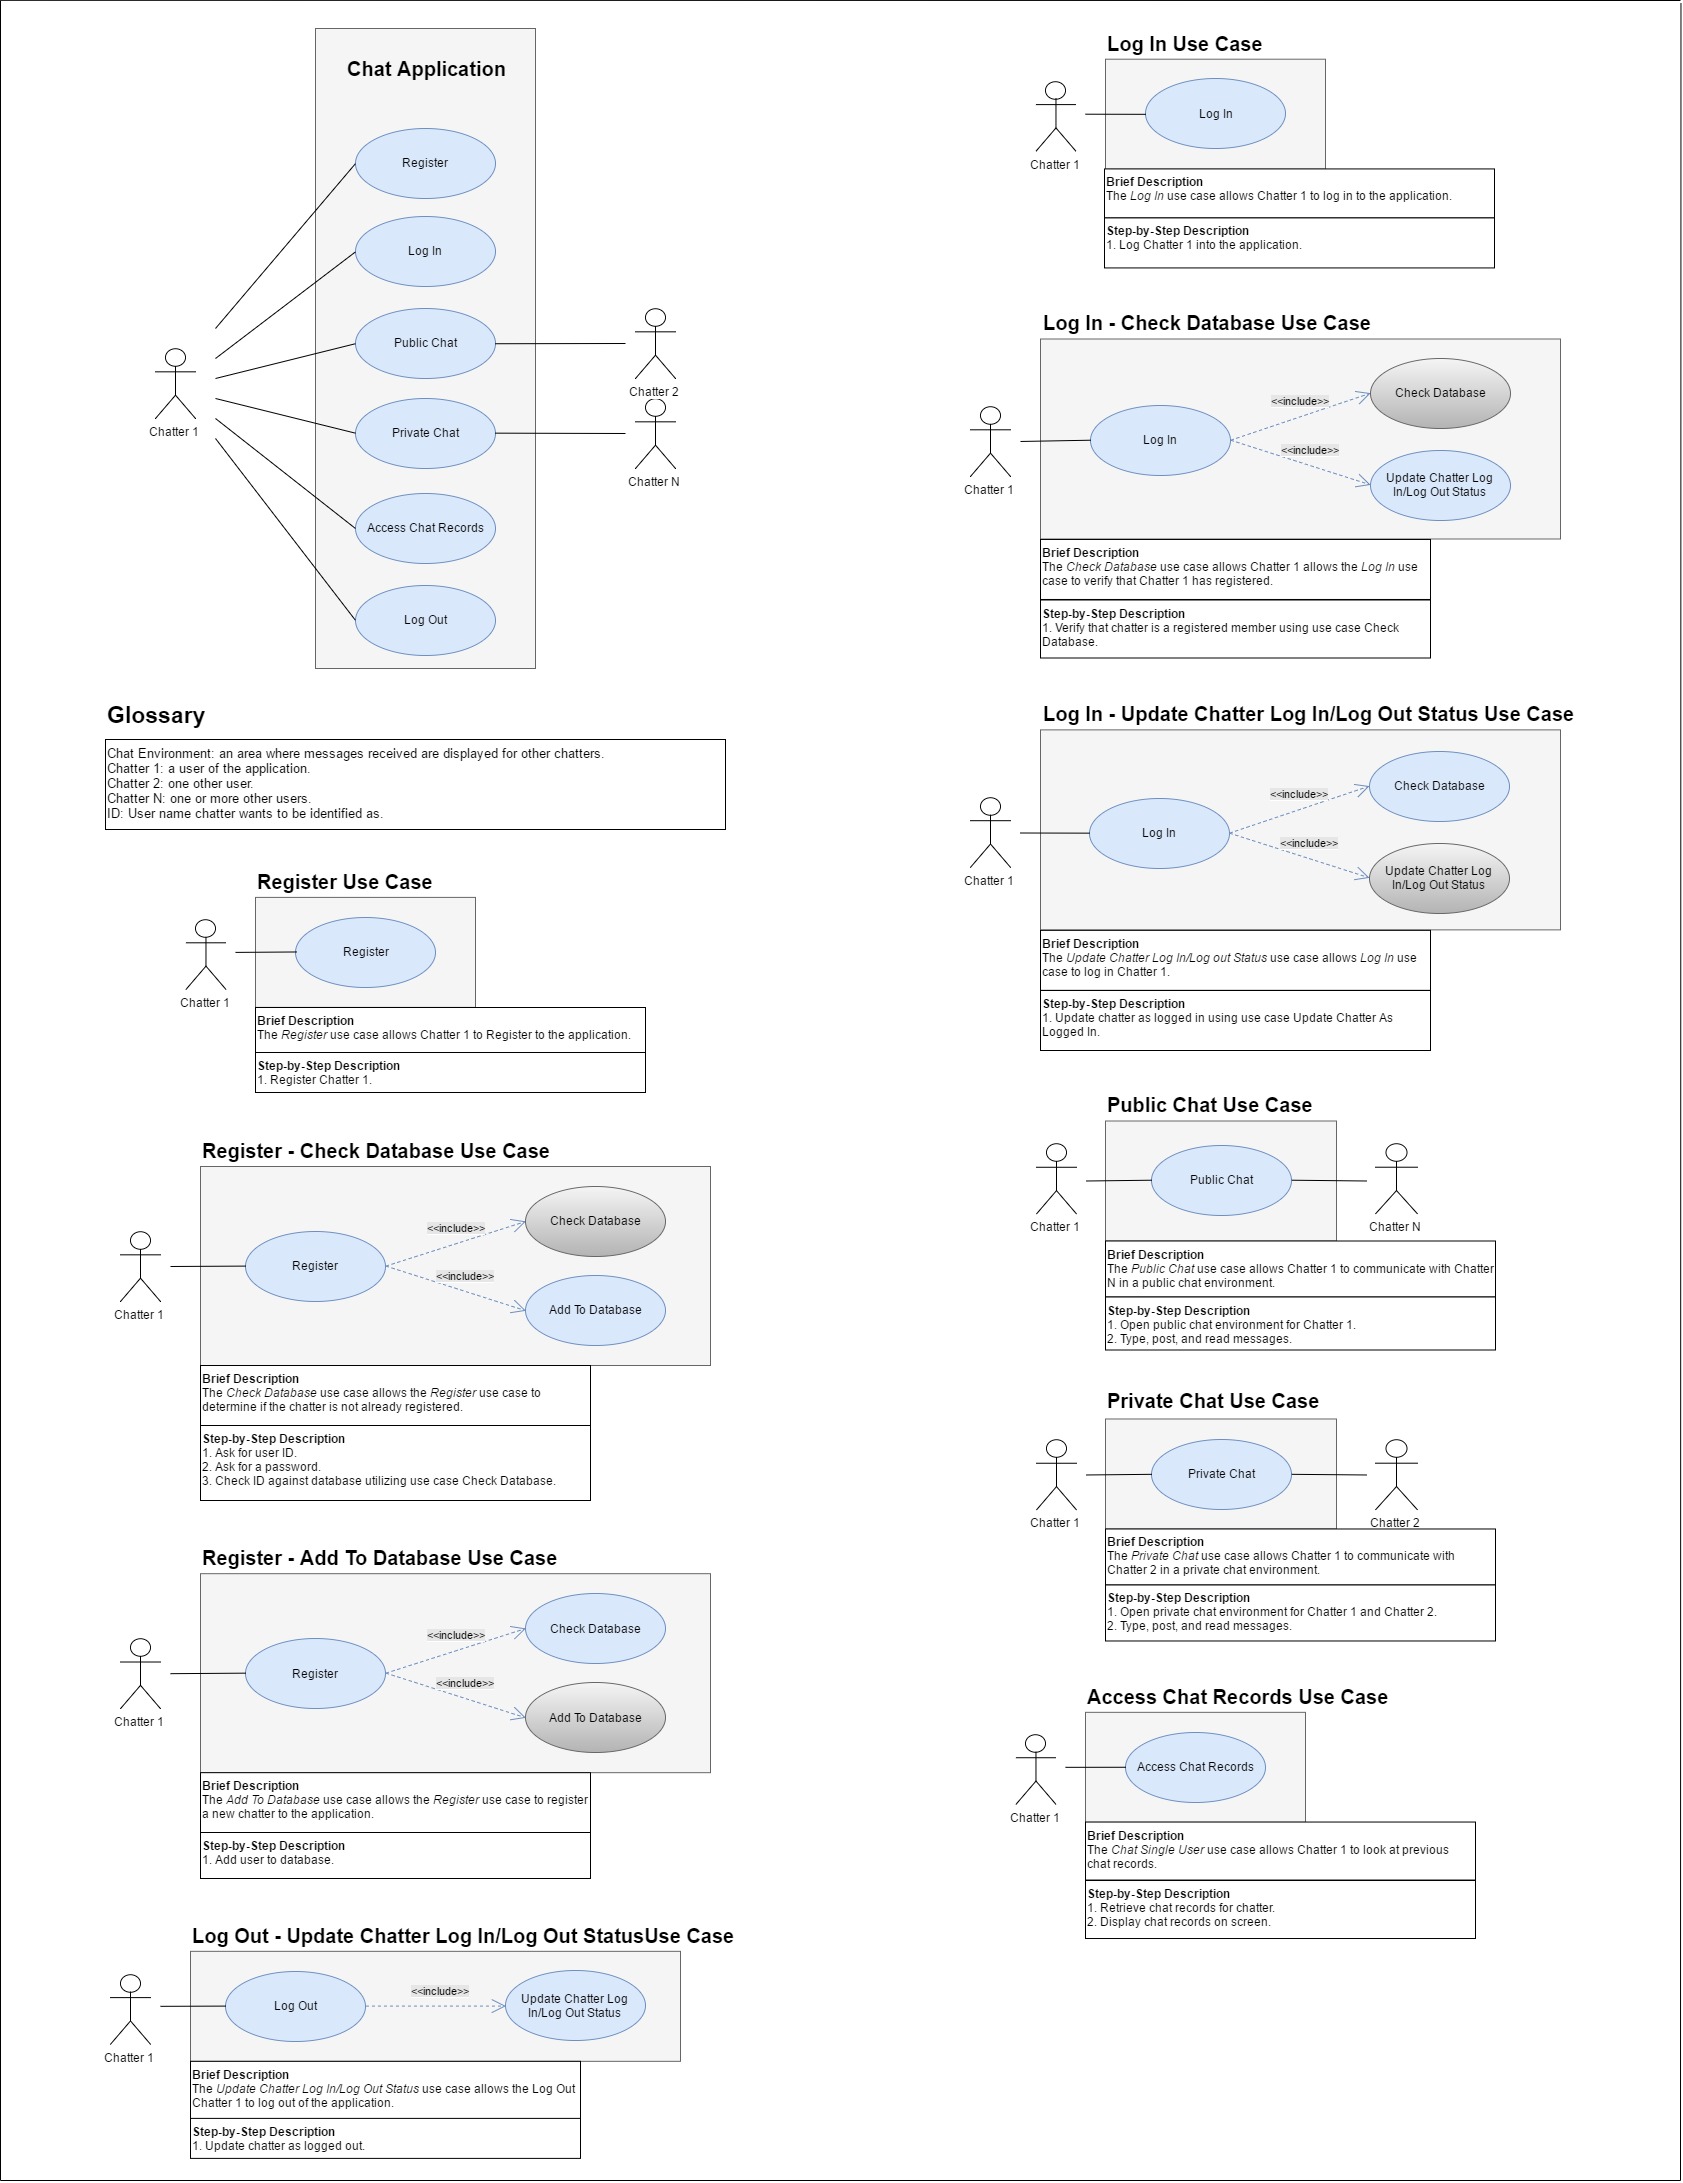 Chat Application
Register
Log In
Public Chat
Private Chat
Access Chat Records
Log Out
Chatter 1
Chatter 2
Chatter N
Glossary
Chat Environment: an area where messages received are displayed for other chatters.
Chatter 1: a user of the application.
Chatter 2: one other user.
Chatter N: one or more other users.
ID: User name chatter wants to be identified as.
Register Use Case
Register
Chatter 1
Brief Description
The Register use case allows Chatter 1 to Register to the application.
Step-by-Step Description
1. Register Chatter 1.
Register - Check Database Use Case
Check Database
<<include>>
Register
<<include>>
Add To Database
Chatter 1
Brief Description
The Check Database use case allows the Register use case to
determine if the chatter is not already registered.
Step-by-Step Description
1. Ask for user ID.
2. Ask for a password.
3. Check ID against database utilizing use case Check Database.
Register - Add To Database Use Case
Check Database
<<include>>
Register
<<include>>
Add To Database
Chatter 1
Brief Description
The Add To Database use case allows the Register use case to register
a new chatter to the application.
Step-by-Step Description
1. Add user to database.
Log Out - Update Chatter Log In/Log Out StatusUse Case
Log Out
<<include>>
Update Chatter Log
In/Log Out Status
Chatter 1
Brief Description
The Update Chatter Log In/Log Out Status use case allows the Log Out
Chatter 1 to log out of the application.
Step-by-Step Description
1. Update chatter as logged out.
Log In Use Case
Log In
Chatter 1
Brief Description
The Log In use case allows Chatter 1 to log in to the application.
Step-by-Step Description
1. Log Chatter 1 into the application.
Log In - Check Database Use Case
Check Database
<<include>>
Log In
<<include>>
Update Chatter Log
In/Log Out Status
Chatter 1
Brief Description
The Check Database use case allows Chatter 1 allows the Log In use
case to verify that Chatter 1 has registered.
Step-by-Step Description
1. Verify that chatter is a registered member using use case Check
Database.
Log In - Update Chatter Log In/Log Out Status Use Case
Check Database
<<include>>
Log In
<<include>>
Update Chatter Log
In/Log Out Status
Chatter 1
Brief Description
The Update Chatter Log In/Log out Status use case allows Log In use
case to log in Chatter 1.
Step-by-Step Description
1. Update chatter as logged in using use case Update Chatter As
Logged In.
Public Chat Use Case
Public Chat
Chatter 1
Chatter N
Brief Description
The Public Chat use case allows Chatter 1 to communicate with Chatter
N in a public chat environment.
Step-by-Step Description
1. Open public chat environment for Chatter 1.
2. Type, post, and read messages.
Private Chat Use Case
Private Chat
Chatter 1
Chatter 2
Brief Description
The Private Chat use case allows Chatter 1 to communicate with
Chatter 2 in a private chat environment.
Step-by-Step Description
1. Open private chat environment for Chatter 1 and Chatter 2.
2. Type, post, and read messages.
Access Chat Records Use Case
Access Chat Records
Chatter 1
Brief Description
The Chat Single User use case allows Chatter 1 to look at previous
chat records.
Step-by-Step Description
1. Retrieve chat records for chatter.
2. Display chat records on screen.